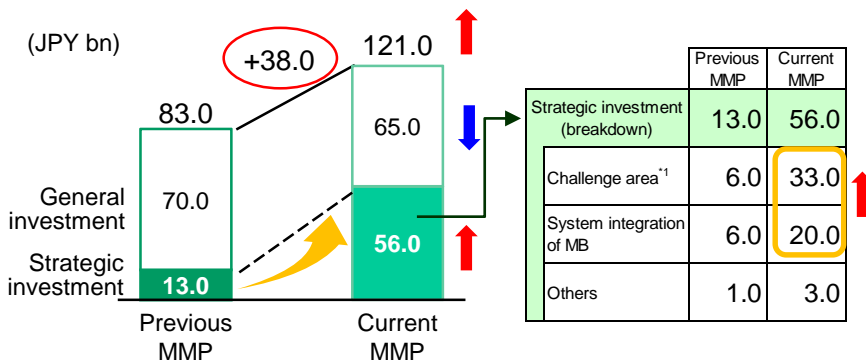 (JPY bn)
+38.0
121.0
83.0
65.0
70.0
General
investment
56.0
Strategic
investment
13.0
Previous
MMP
Current
MMP
Previous
MMP
Current
MMP
Strategic investment
(breakdown)
13.0
56.0
Challenge area*1
6.0
33.0
System integration
of MB
6.0
20.0
Others
1.0
3.0